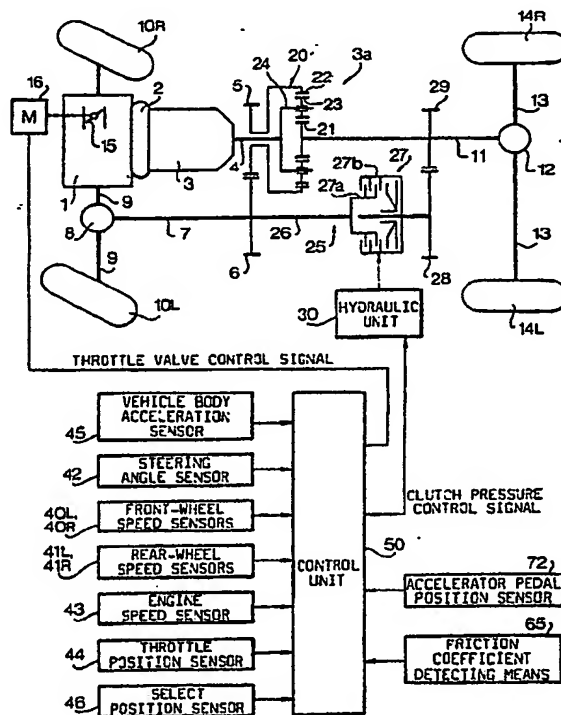 10R
14R
16
2
5
24
20
22
23
21
3a
29
M
15
13
4
11
12
3
27b
27
27a
1
9
8
7
26
25
13
9
6
28
10L
30
HYDRAULIC
UNIT
14L
THROTTLE VALVE CONTROL SIGNAL
VEHICLE BODY
ACCELERATION
SENSOR
45
STEERING
ANGLE SENSOR
42
CLUTCH PRESSURE
CONTROL SIGNAL
40L,
40R
FRONT-WHEEL
SPEED SENSORS
50
41L,
41R
REAR-WHEEL
SPEED SENSORS
CONTROL
UNIT
72
ACCELERATOR PEDAL
POSITION SENSOR
ENGINE
SPEED SENSOR
43
65
THROTTLE
POSITION SENSOR
44
FRICTION
COEFFICIENT
DETECTING MEANS
SELECT
POSITION SENSOR
46